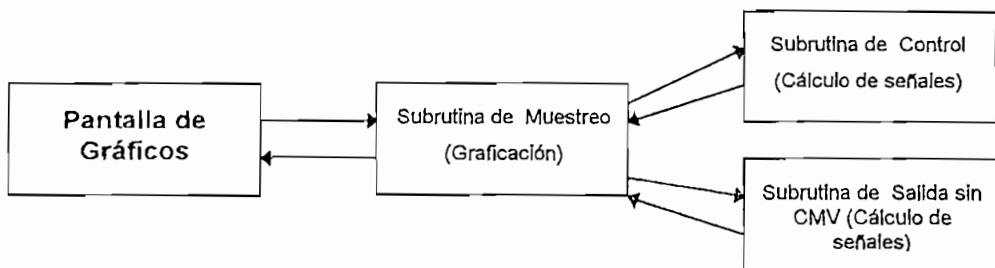 Pantalla de
Gráficos
Subrutina de Muestreo
(Graficación)
Subrutina de Control
(Cálculo de señales)
Subrutina de Salida sin
CMV (Cálculo de
señales)